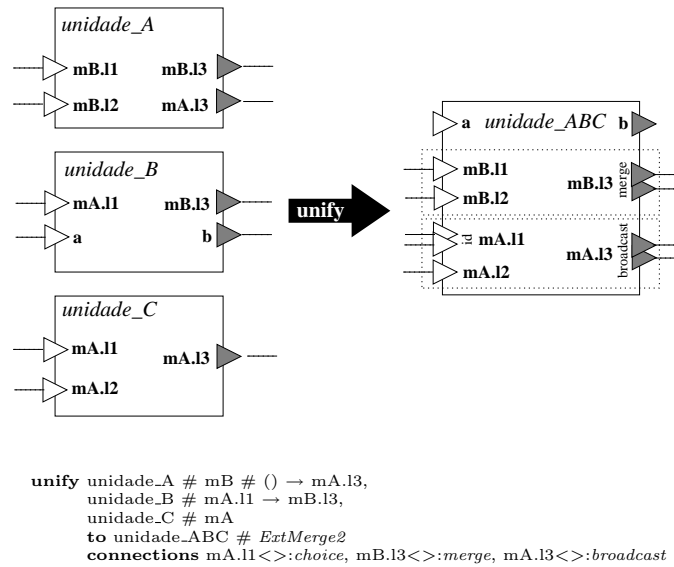 unidade_A
mB.l1
mB.l3
mB.l2
mA.l3
unidade_B
mA.l1
mB.l3
a
b
unidade_C
mA.l1
mA.l3
mA.l2
unify
a
unidade_ABC
b
mB.l1
mB.l3
merge
mB.l2
id
mA.l1
mA.l3
broadcast
mA.l2
unify unidade_A # mB # () → mA.l3,
unidade_B # mA.l1 → mB.l3,
unidade_C # mA
to unidade_ABC # ExtMerge2
connections mA.l1<>:choice, mB.l3<>:merge, mA.l3<>:broadcast